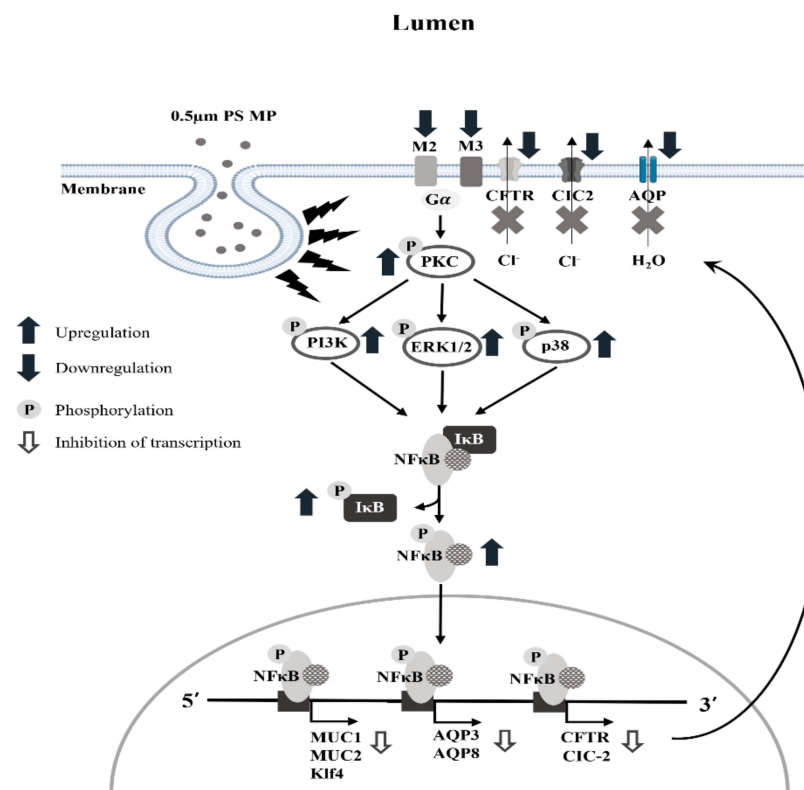 Lumen
0.5μm PS MP
M2 M3
Membrane
CFTR CIC2 AQP
Gα
P
PKC
Cl⁻ Cl⁻ H₂O
P P P
PI3K ERK1/2 p38
Upregulation
Downregulation
P Phosphorylation
Inhibition of transcription
IκB
NFκB
P
IκB
P
NFκB
P P P
NFκB NFκB NFκB
5′ 3′
MUC1 AQP3 CFTR
MUC2 AQP8 CIC-2
Klf4